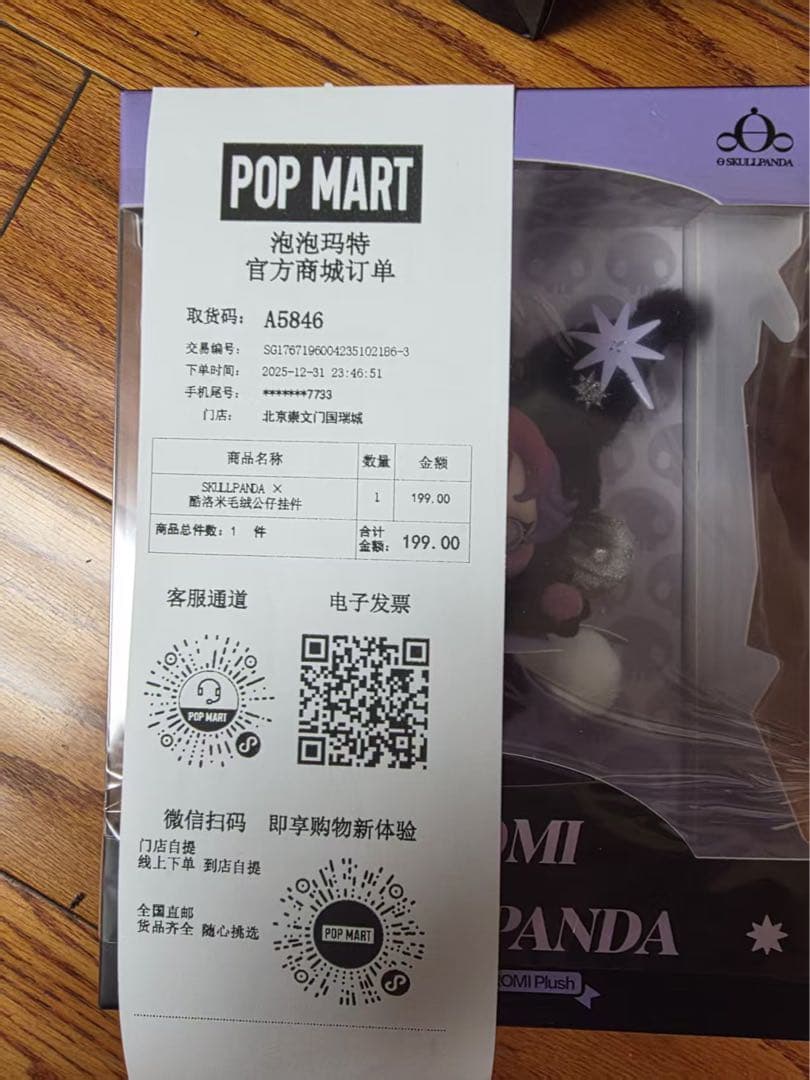 POP MART
泡泡玛特
官方商城订单
取货码: A5846
交易编号: SG1767196004235102186-3
下单时间: 2025-12-31 23:46:51
手机尾号: *******7733
门店: 北京崇文门国瑞城
商品名称 数量 金额
SKULLPANDA ×
酷洛米毛绒公仔挂件 1 199.00
商品总件数: 1 件 合计金额: 199.00
客服通道 电子发票
POP MART
微信扫码 即享购物新体验
门店自提
线上下单 到店自提
全国直邮
货品齐全 随心挑选
POP MART
SKULLPANDA
OMI
PANDA
ROMI Plush